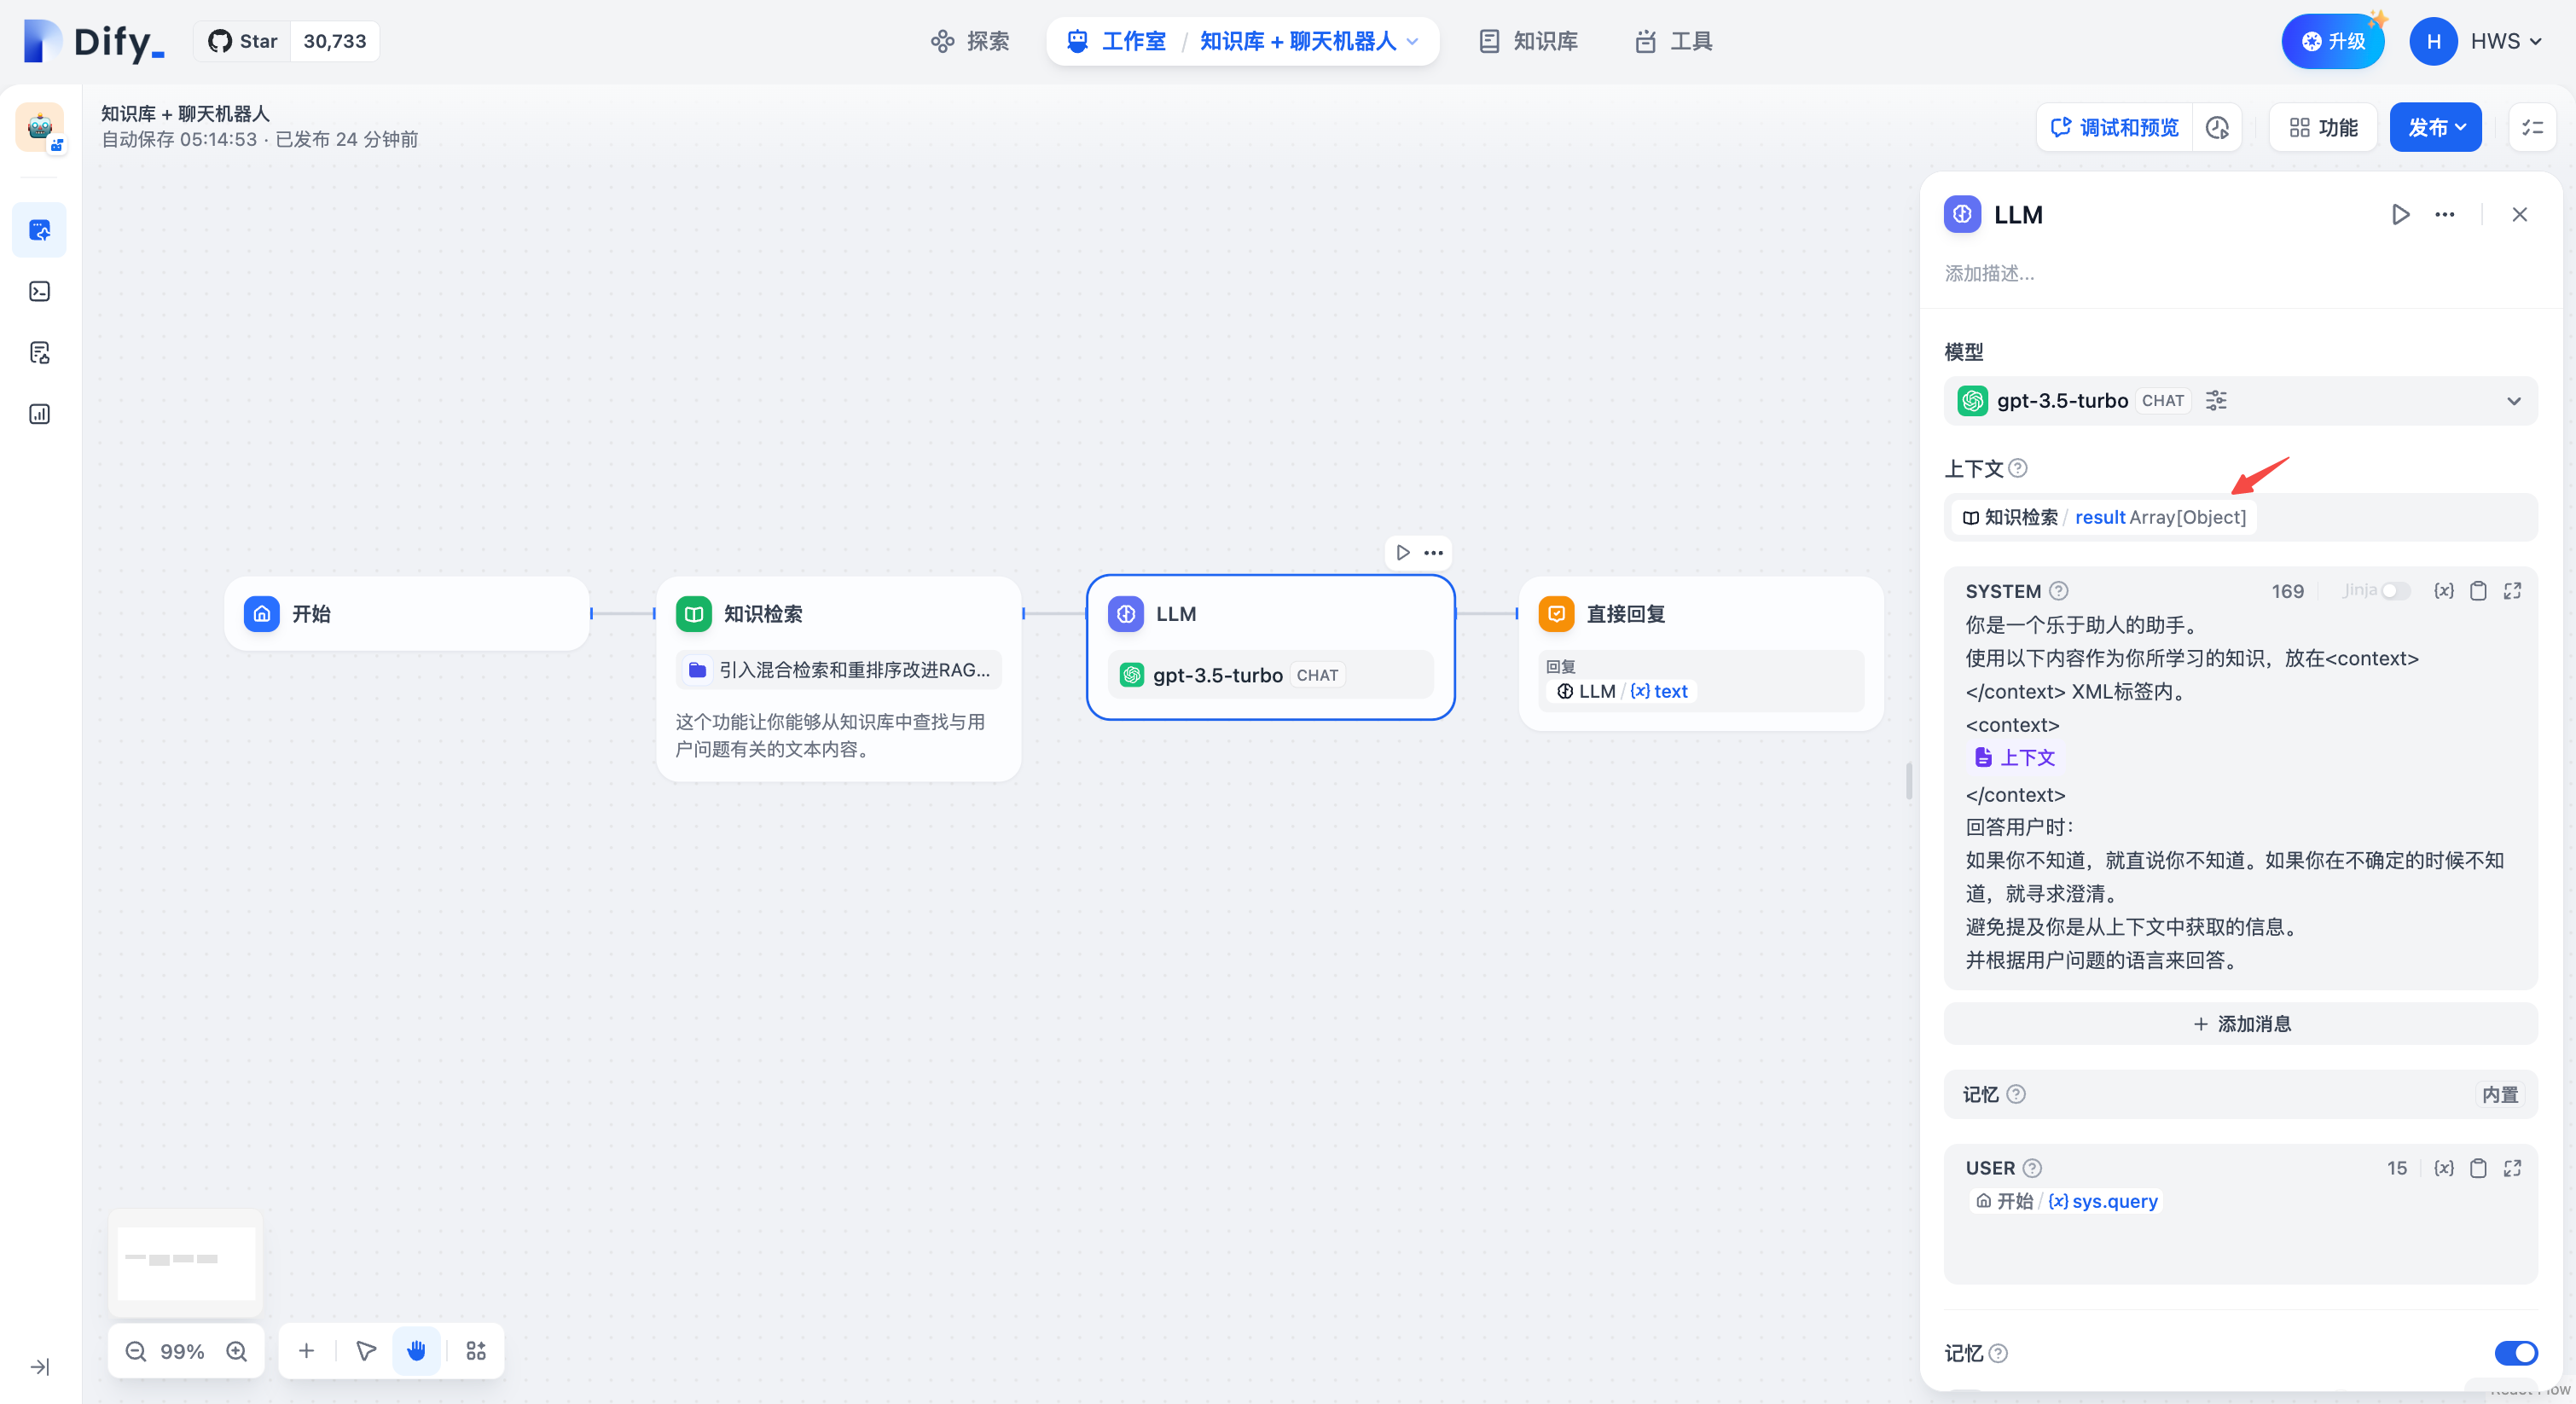 Dify_
Star 30,733
探索
工作室 / 知识库 + 聊天机器人
知识库
工具
升级
H HWS
知识库 + 聊天机器人
自动保存 05:14:53 · 已发布 24 分钟前
调试和预览
功能
发布
开始
知识检索
引入混合检索和重排序改进RAG...
这个功能让你能够从知识库中查找与用
户问题有关的文本内容。
LLM
gpt-3.5-turbo CHAT
直接回复
回复
LLM / {x} text
99%
LLM
添加描述...
模型
gpt-3.5-turbo CHAT
上下文
知识检索 / result Array[Object]
SYSTEM 169 Jinja {x}
你是一个乐于助人的助手。
使用以下内容作为你所学习的知识，放在<context>
</context> XML标签内。
<context>
上下文
</context>
回答用户时：
如果你不知道，就直说你不知道。如果你在不确定的时候不知
道，就寻求澄清。
避免提及你是从上下文中获取的信息。
并根据用户问题的语言来回答。
+ 添加消息
记忆 内置
USER 15 {x}
开始 / {x} sys.query
记忆
React Flow